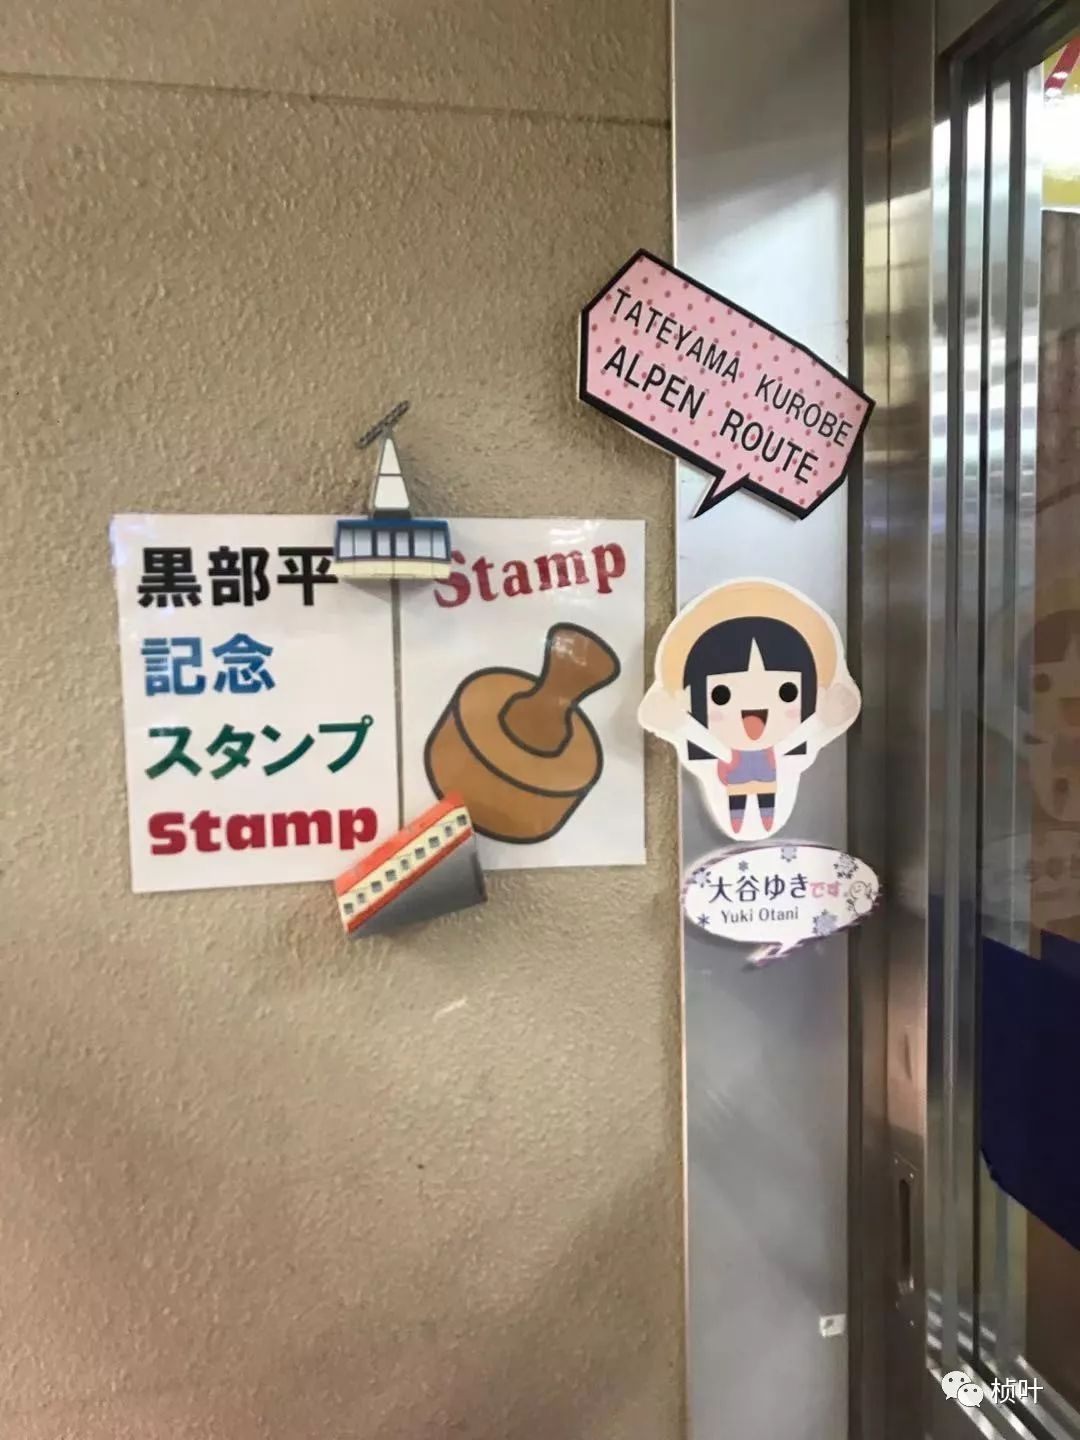 TATEYAMA KUROBE
ALPEN ROUTE
黒部平
記念
スタンプ
Stamp
Stamp
大谷ゆきです
Yuki Otani
桢叶